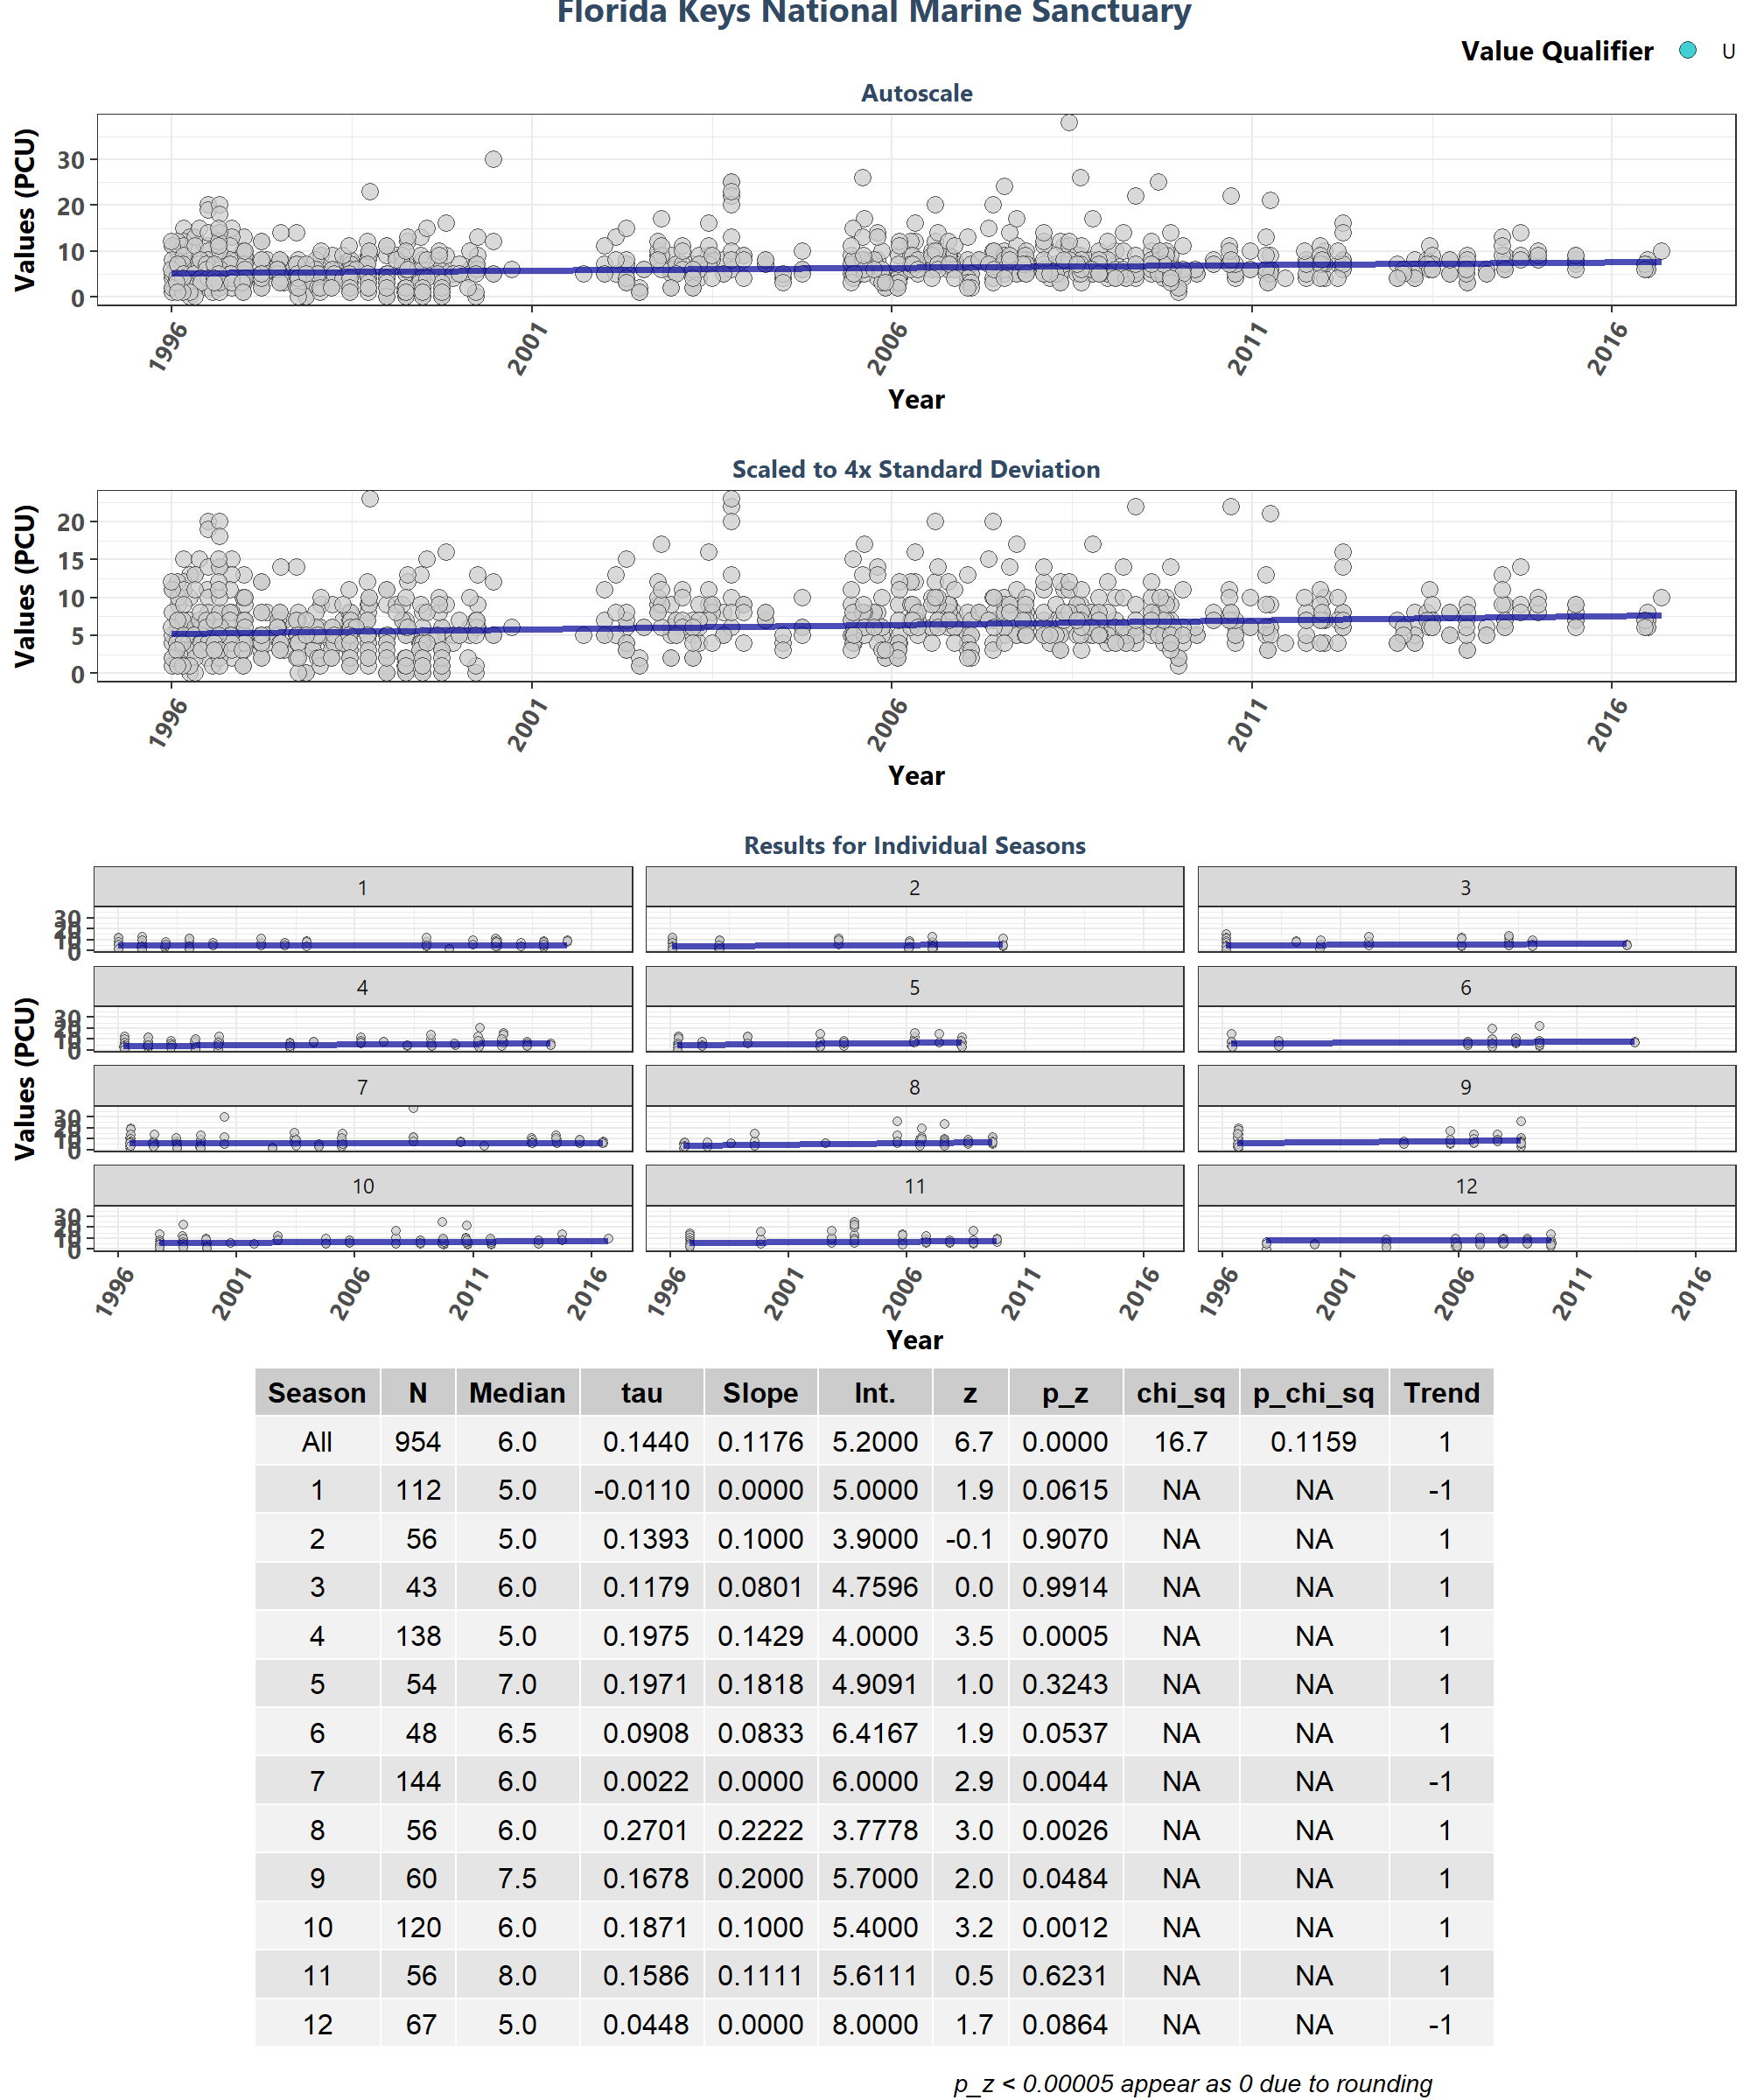 Florida Keys National Marine Sanctuary
Value Qualifier U
Autoscale
Values (PCU)
30
20
10
0
1996 2001 2006 2011 2016
Year
Scaled to 4x Standard Deviation
Values (PCU)
20
15
10
5
0
1996 2001 2006 2011 2016
Year
Results for Individual Seasons
Values (PCU)
1 2 3
30
20
10
0
4 5 6
30
20
10
0
7 8 9
30
20
10
0
10 11 12
30
20
10
0
1996 2001 2006 2011 2016 1996 2001 2006 2011 2016 1996 2001 2006 2011 2016
Year
Season N Median tau Slope Int. z p_z chi_sq p_chi_sq Trend
All 954 6.0 0.1440 0.1176 5.2000 6.7 0.0000 16.7 0.1159 1
1 112 5.0 -0.0110 0.0000 5.0000 1.9 0.0615 NA NA -1
2 56 5.0 0.1393 0.1000 3.9000 -0.1 0.9070 NA NA 1
3 43 6.0 0.1179 0.0801 4.7596 0.0 0.9914 NA NA 1
4 138 5.0 0.1975 0.1429 4.0000 3.5 0.0005 NA NA 1
5 54 7.0 0.1971 0.1818 4.9091 1.0 0.3243 NA NA 1
6 48 6.5 0.0908 0.0833 6.4167 1.9 0.0537 NA NA 1
7 144 6.0 0.0022 0.0000 6.0000 2.9 0.0044 NA NA -1
8 56 6.0 0.2701 0.2222 3.7778 3.0 0.0026 NA NA 1
9 60 7.5 0.1678 0.2000 5.7000 2.0 0.0484 NA NA 1
10 120 6.0 0.1871 0.1000 5.4000 3.2 0.0012 NA NA 1
11 56 8.0 0.1586 0.1111 5.6111 0.5 0.6231 NA NA 1
12 67 5.0 0.0448 0.0000 8.0000 1.7 0.0864 NA NA -1
p_z < 0.00005 appear as 0 due to rounding